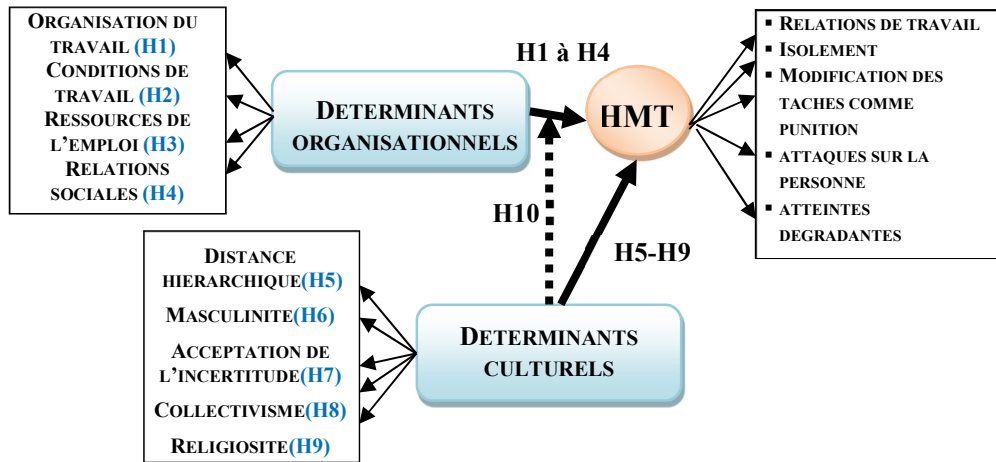 ORGANISATION DU
TRAVAIL (H1)
CONDITIONS DE
TRAVAIL (H2)
RESSOURCES DE
L'EMPLOI (H3)
RELATIONS
SOCIALES (H4)
DETERMINANTS
ORGANISATIONNELS
H1 à H4
HMT
▪ RELATIONS DE TRAVAIL
▪ ISOLEMENT
▪ MODIFICATION DES
TACHES COMME
PUNITION
▪ ATTAQUES SUR LA
PERSONNE
▪ ATTEINTES
DEGRADANTES
H10
H5-H9
DISTANCE
HIERARCHIQUE(H5)
MASCULINITE(H6)
ACCEPTATION DE
L'INCERTITUDE(H7)
COLLECTIVISME(H8)
RELIGIOSITE(H9)
DETERMINANTS
CULTURELS